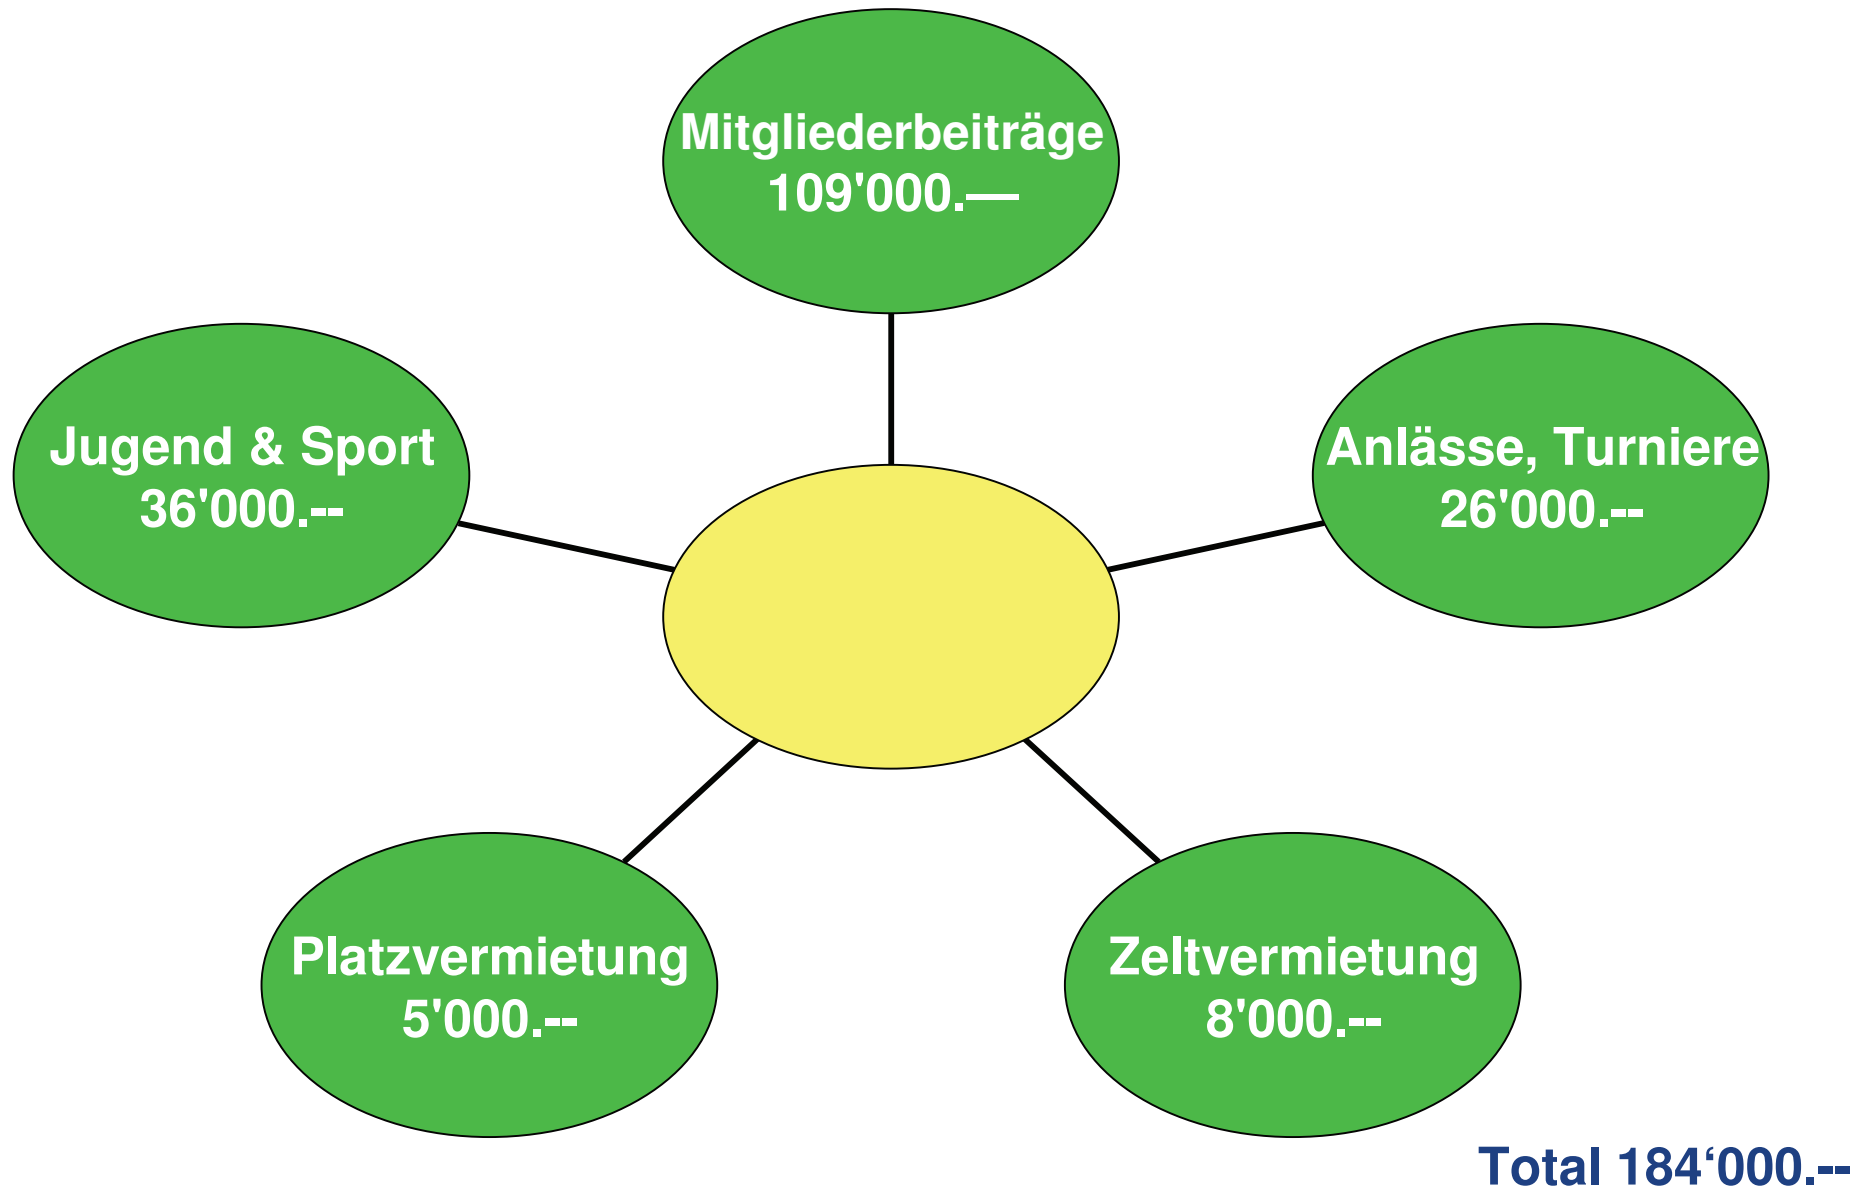 Mitgliederbeiträge
109'000.—
Jugend & Sport
36'000.--
Anlässe, Turniere
26'000.--
Platzvermietung
5'000.--
Zeltvermietung
8'000.--
Total 184‘000.--